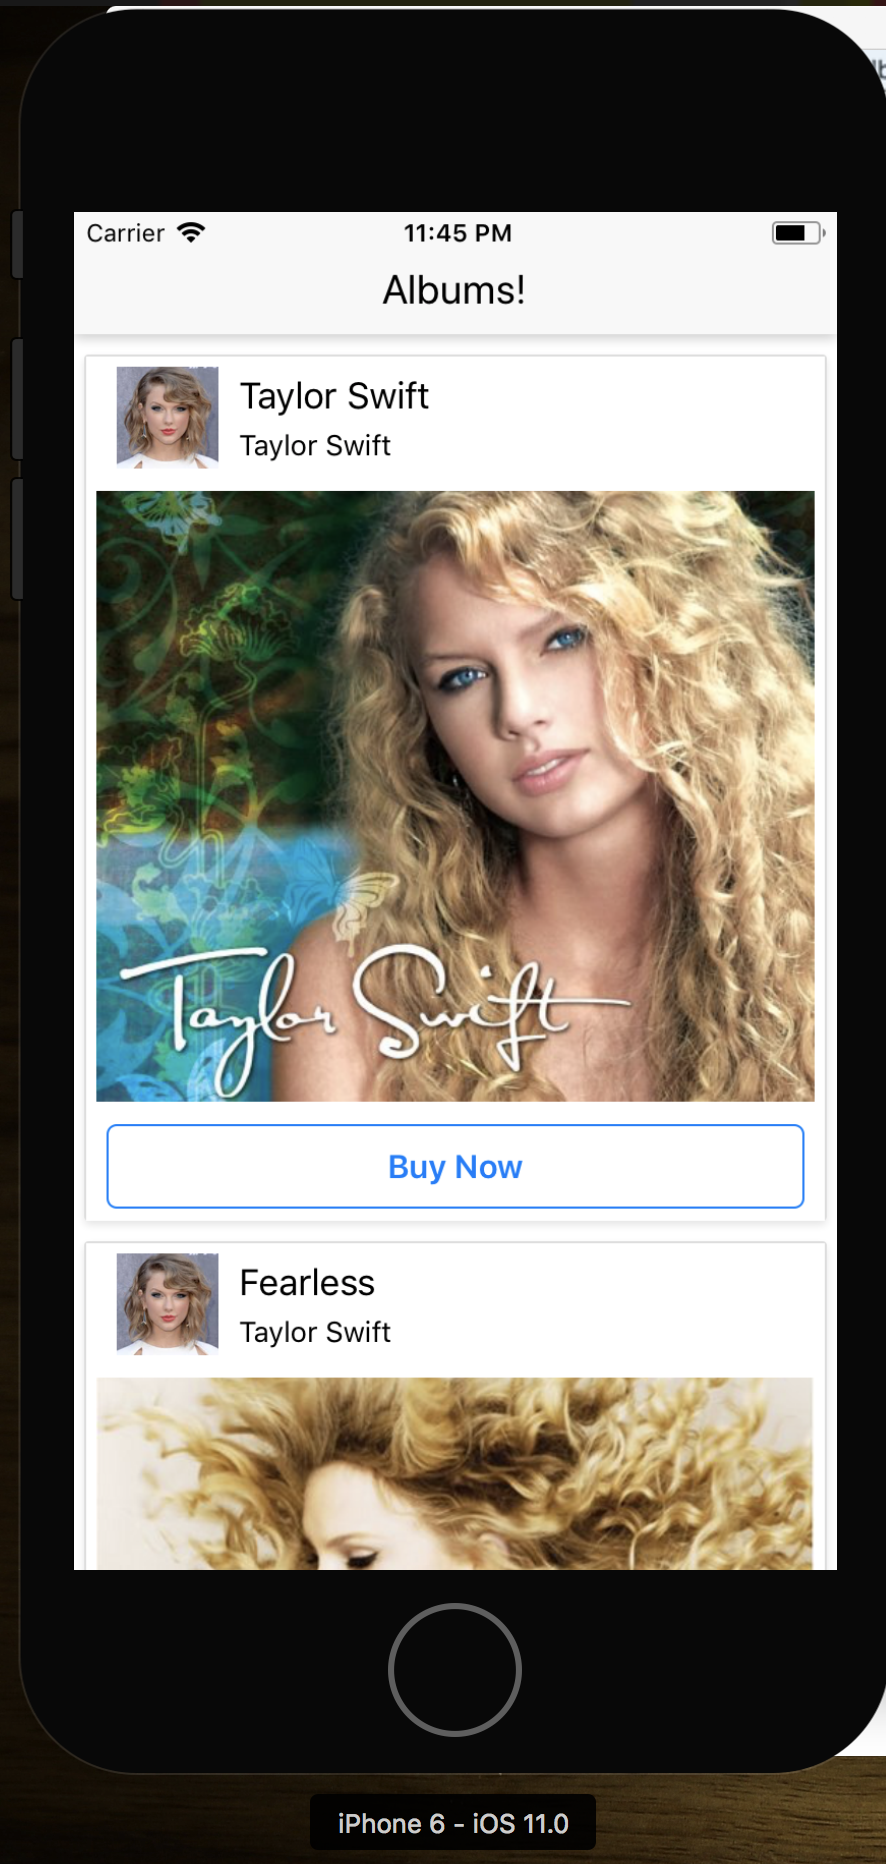 Carrier
11:45 PM
Albums!
Taylor Swift
Taylor Swift
Taylor Swift
Buy Now
Fearless
Taylor Swift
iPhone 6 - iOS 11.0